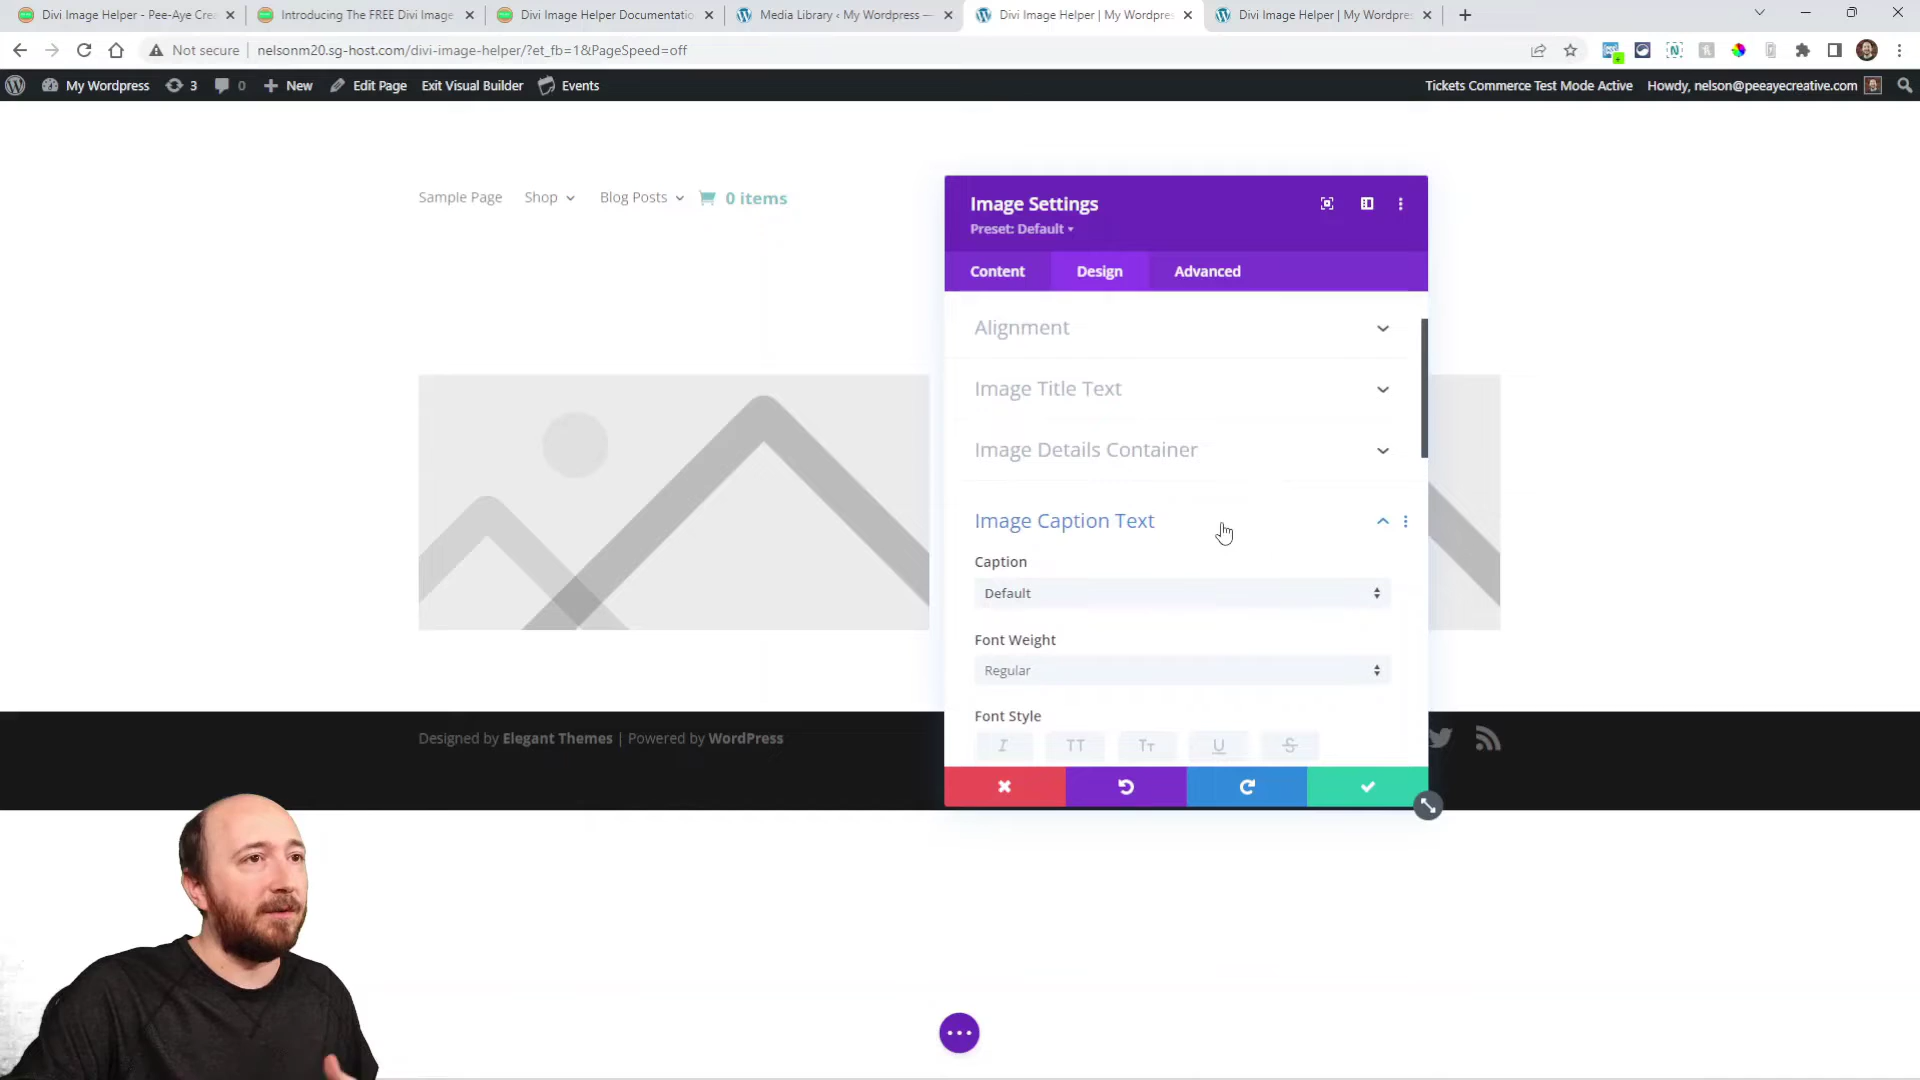 Divi Image Helper - Pee-Aye Crea
Introducing The FREE Divi Image
Divi Image Helper Documentatio
Media Library ‹ My Wordpress —
Divi Image Helper | My Wordpres
Divi Image Helper | My Wordpres
Not secure
nelsonm20.sg-host.com/divi-image-helper/?et_fb=1&PageSpeed=off
My Wordpress
3
0
New
Edit Page
Exit Visual Builder
Events
Tickets Commerce Test Mode Active
Howdy, nelson@peeayecreative.com
Sample Page
Shop
Blog Posts
0 items
Image Settings
Preset: Default
Content
Design
Advanced
Alignment
Image Title Text
Image Details Container
Image Caption Text
Caption
Default
Font Weight
Regular
Font Style
I TT Tт U S
Designed by Elegant Themes | Powered by WordPress